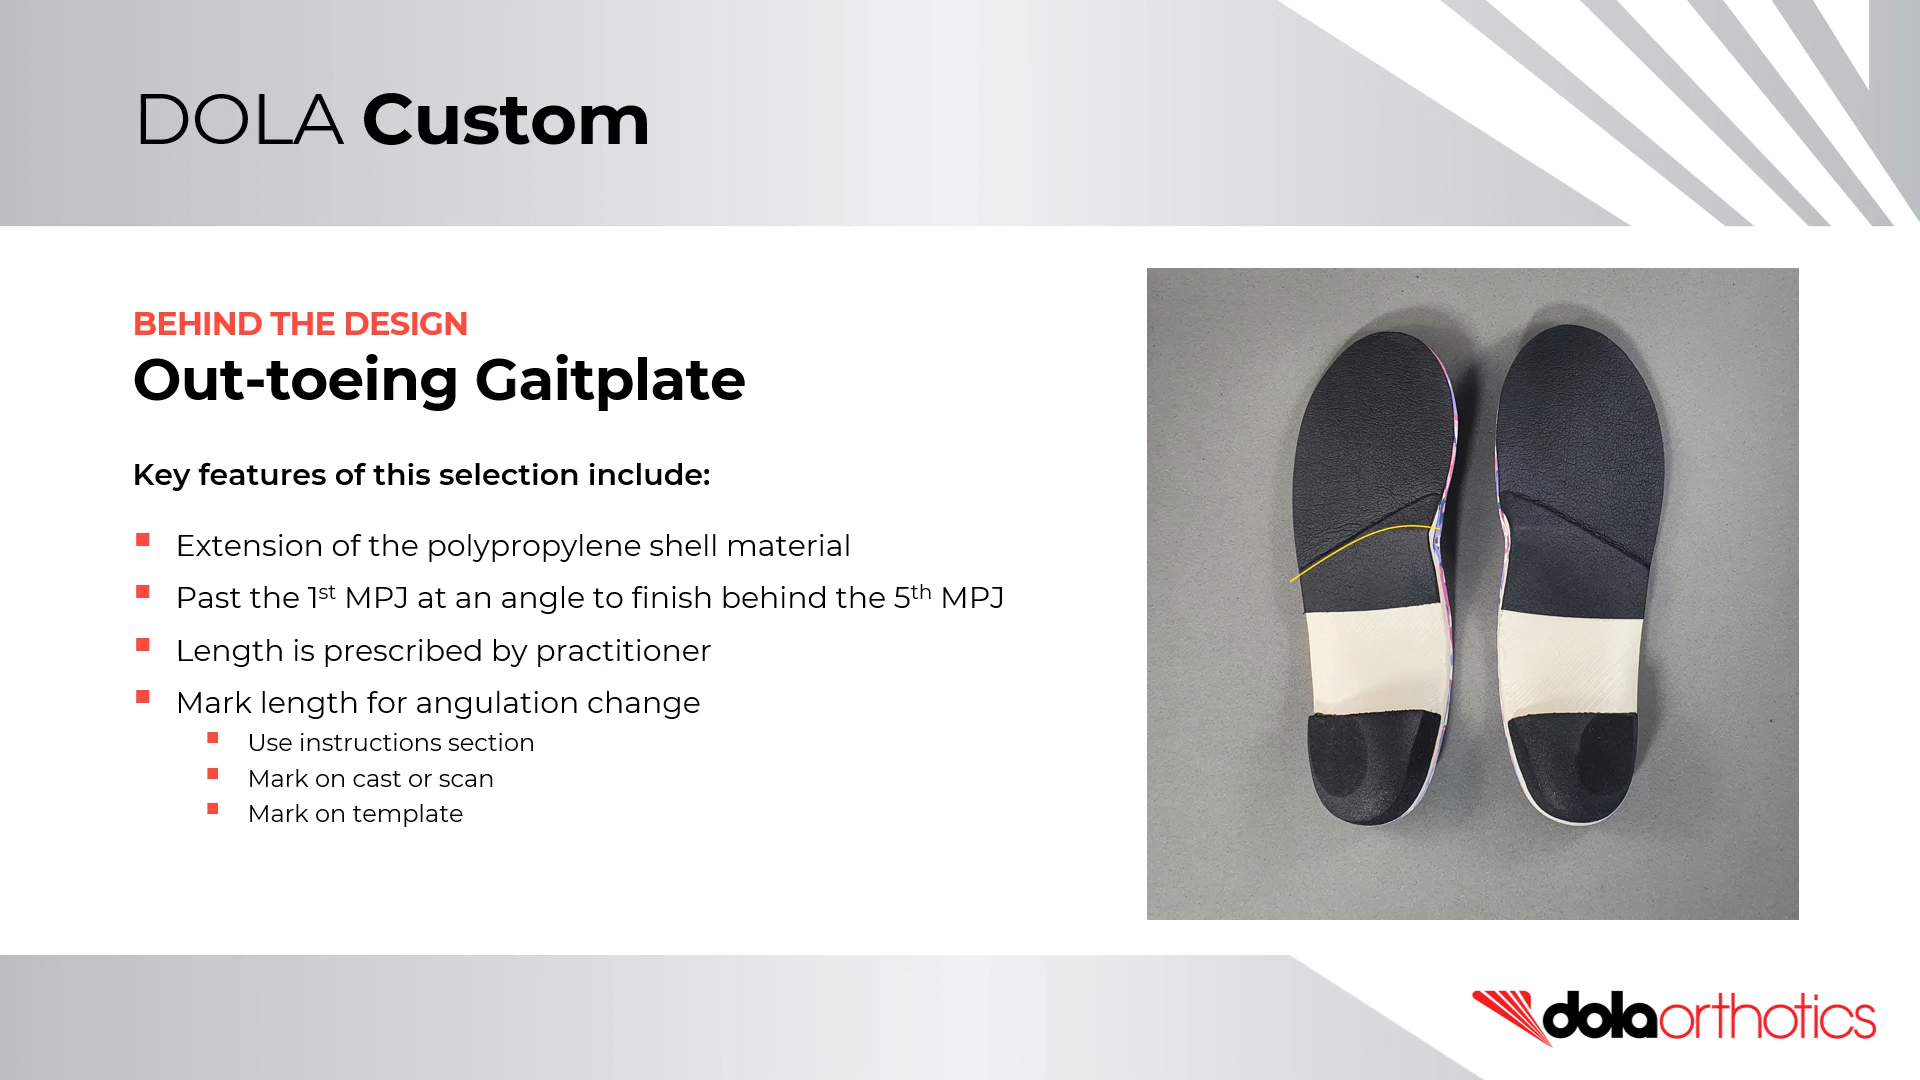 DOLA Custom
BEHIND THE DESIGN
Out-toeing Gaitplate
Key features of this selection include:
Extension of the polypropylene shell material
Past the 1st MPJ at an angle to finish behind the 5th MPJ
Length is prescribed by practitioner
Mark length for angulation change
Use instructions section
Mark on cast or scan
Mark on template
dolaorthotics